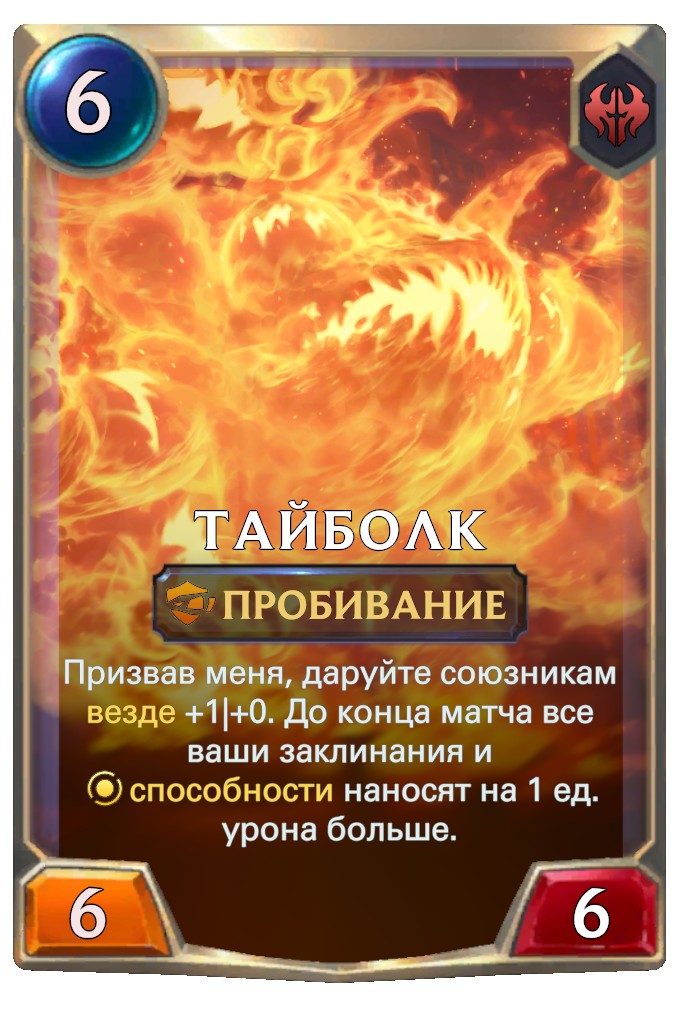 6
ТАЙБОЛК
ПРОБИВАНИЕ
Призвав меня, даруйте союзникам
везде +1|+0. До конца матча все
ваши заклинания и
способности наносят на 1 ед.
урона больше.
6
6